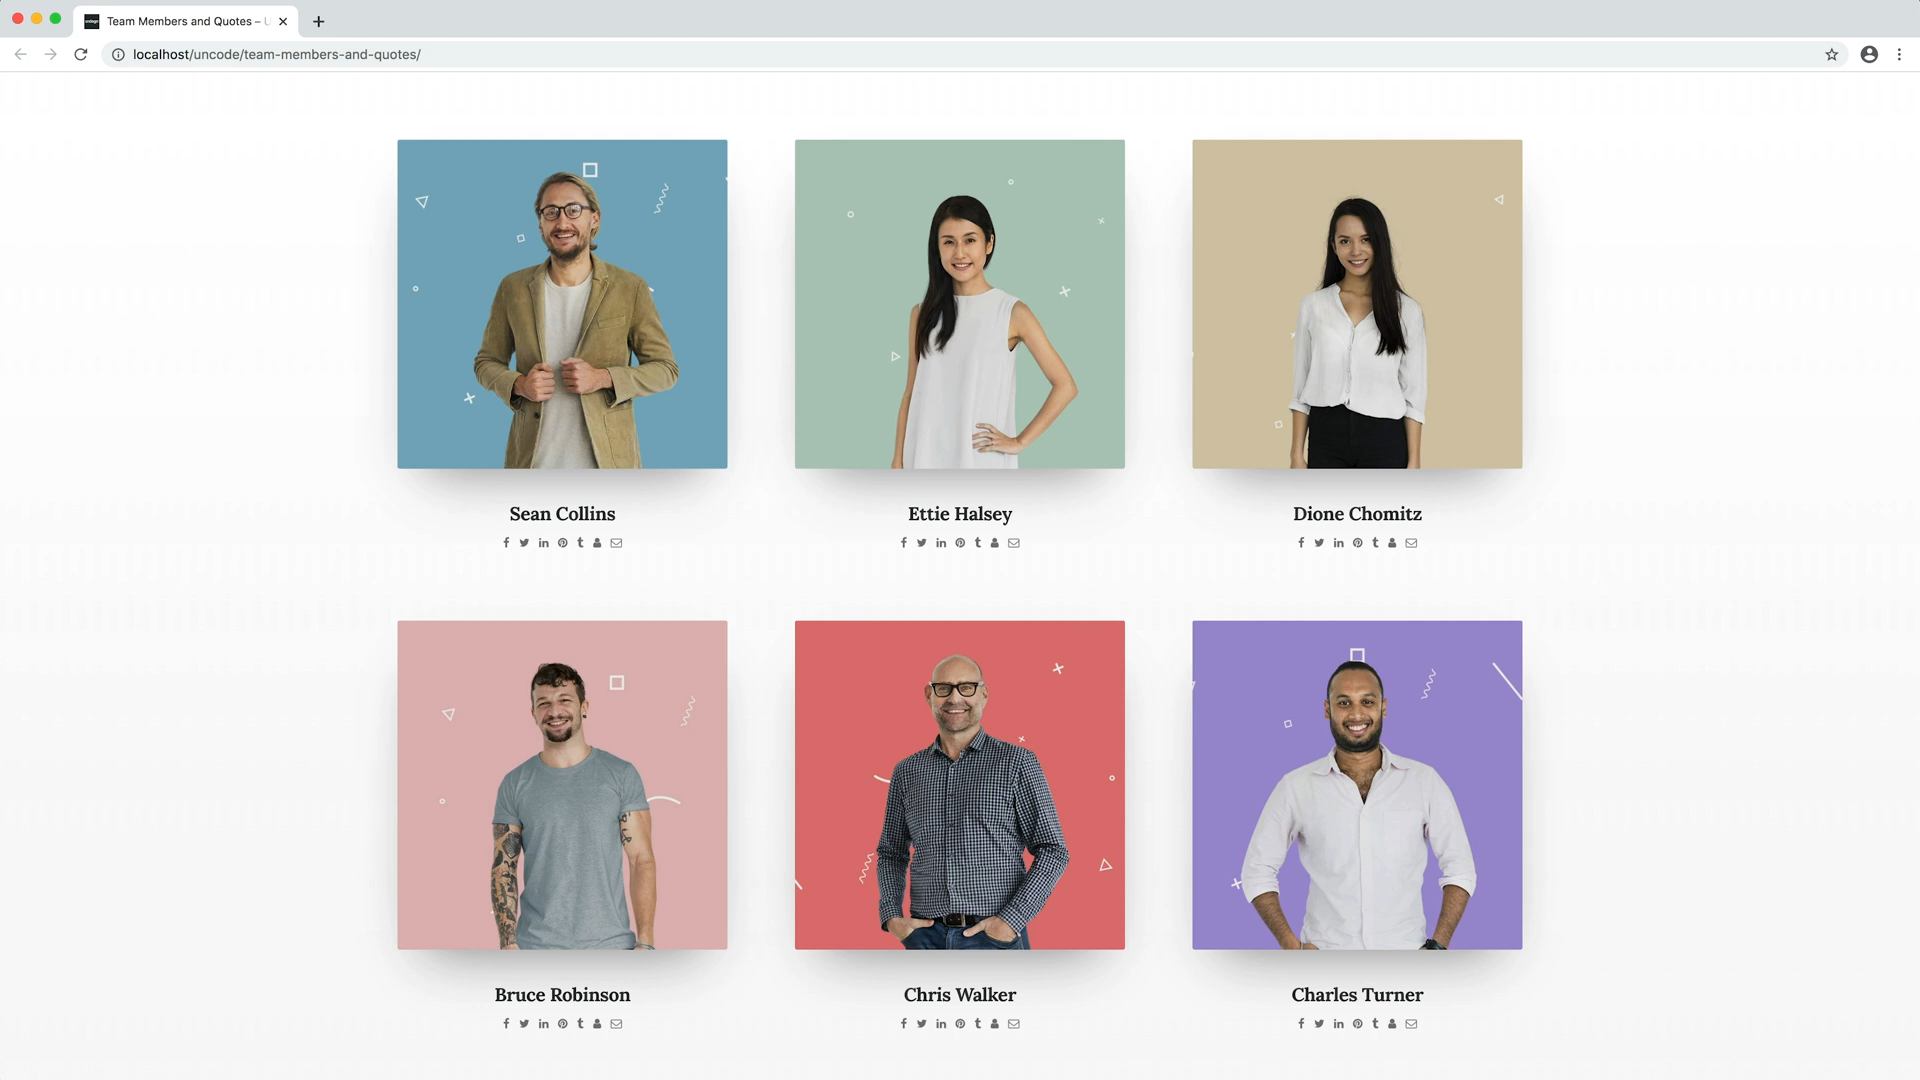 Team Members and Quotes – U
localhost/uncode/team-members-and-quotes/
Sean Collins
Ettie Halsey
Dione Chomitz
Bruce Robinson
Chris Walker
Charles Turner